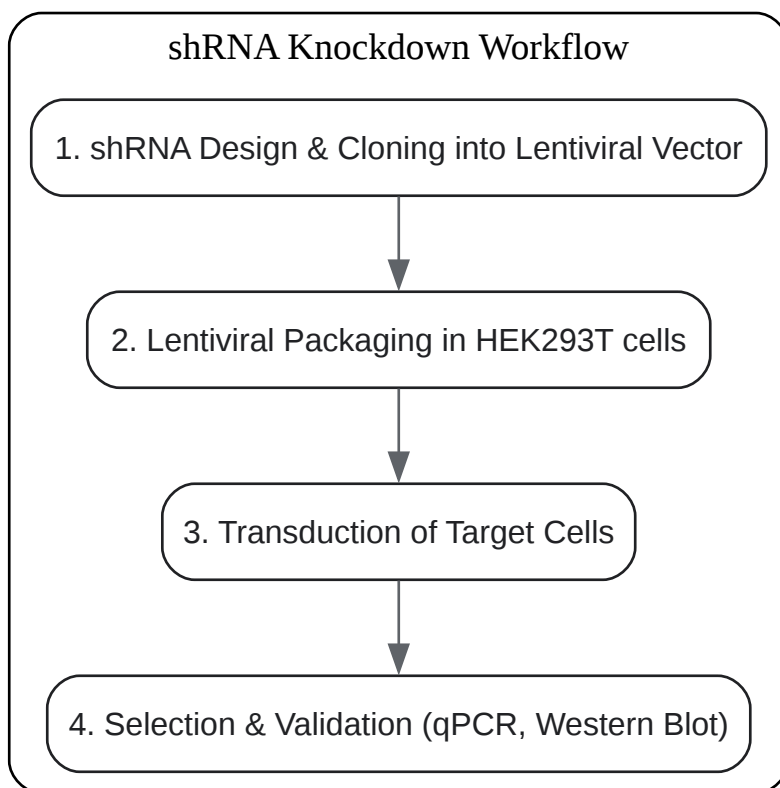 shRNA Knockdown Workflow
1. shRNA Design & Cloning into Lentiviral Vector
2. Lentiviral Packaging in HEK293T cells
3. Transduction of Target Cells
4. Selection & Validation (qPCR, Western Blot)